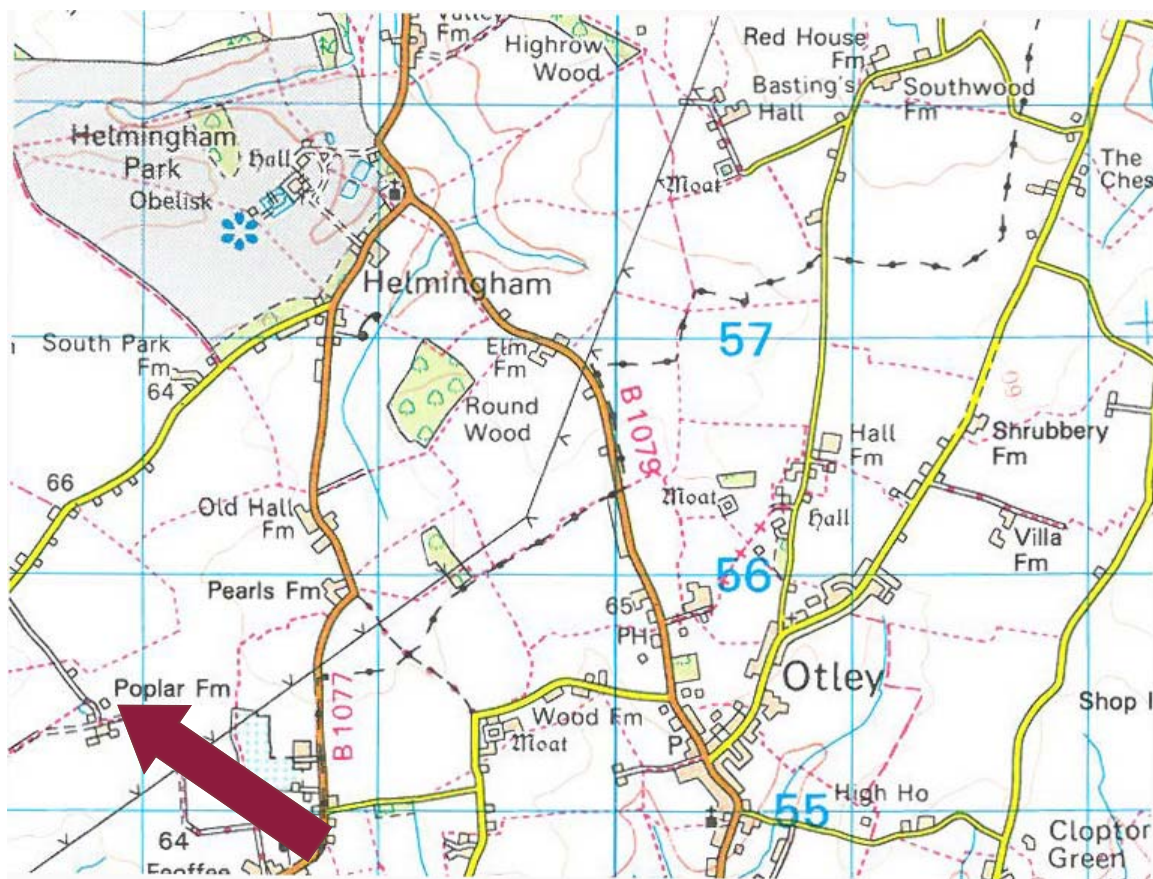 Valley
Fm
Highrow
Wood
Red House
Fm
Basting's
Hall
Southwood
Fm
Helmingham
Park
Hall
Obelisk
Moat
The
Ches
Helmingham
57
South Park
Fm
64
Elm
Fm
Round
Wood
B 1079
60
Shrubbery
Fm
Hall
Fm
66
Moat
Hall
Old Hall
Fm
Villa
Fm
56
Pearls Fm
65
PH
Otley
Poplar Fm
B 1077
Wood Fm
Moat
Shop
P
55
High Ho
64
Clopton
Green
Feoffee